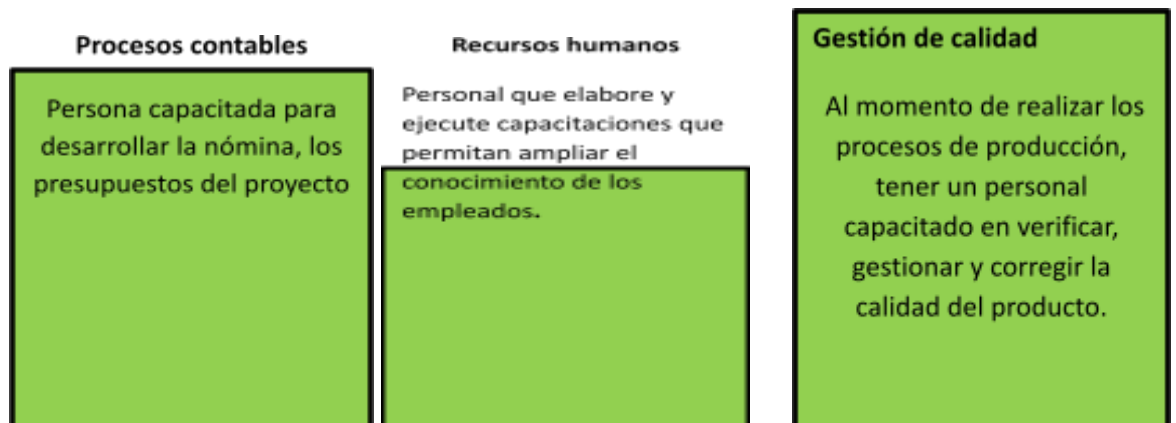 Procesos contables
Persona capacitada para
desarrollar la nómina, los
presupuestos del proyecto
Recursos humanos
Personal que elabore y
ejecute capacitaciones que
permitan ampliar el
conocimiento de los
empleados.
Gestión de calidad
Al momento de realizar los
procesos de producción,
tener un personal
capacitado en verificar,
gestionar y corregir la
calidad del producto.